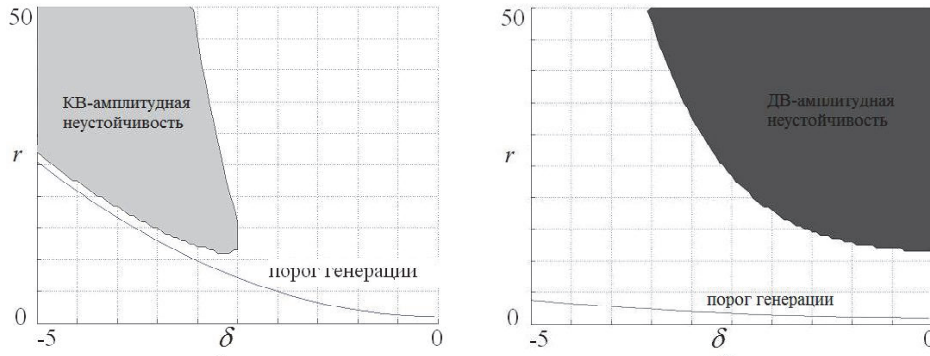 50
КВ-амплитудная
неустойчивость
r
порог генерации
0
-5
δ
0
50
ДВ-амплитудная
неустойчивость
r
порог генерации
0
-5
δ
0